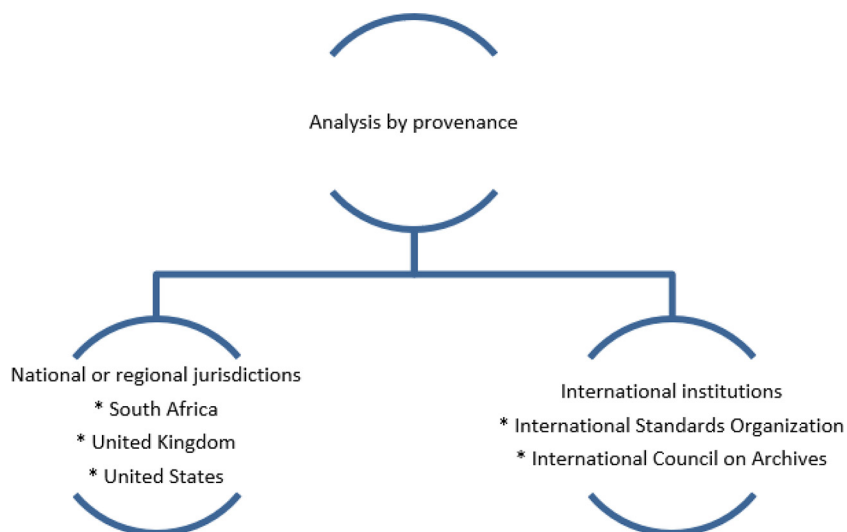 Analysis by provenance
National or regional jurisdictions
* South Africa
* United Kingdom
* United States
International institutions
* International Standards Organization
* International Council on Archives